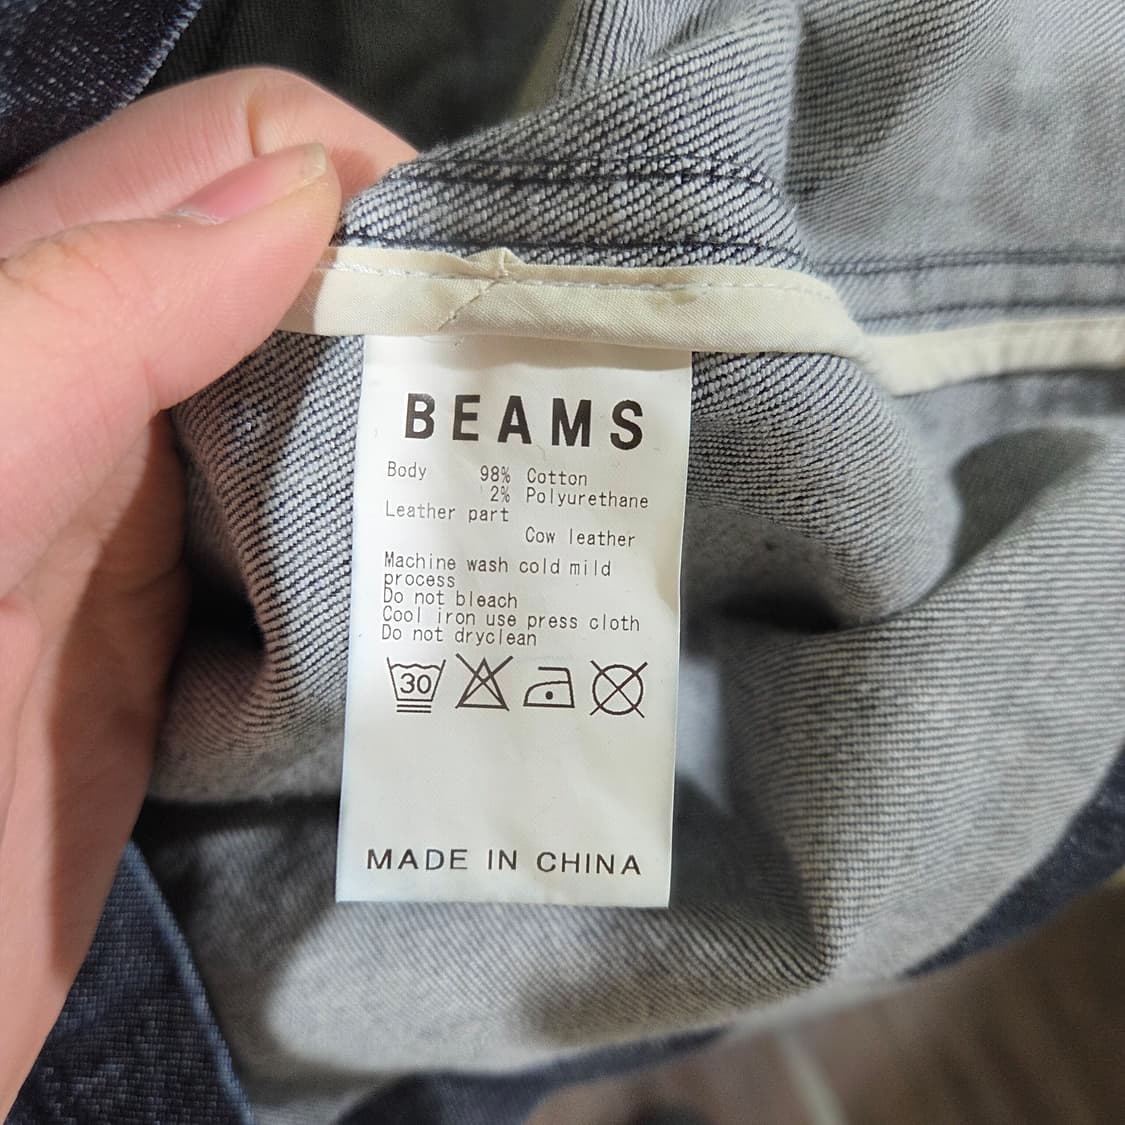 BEAMS
Body 98% Cotton
2% Polyurethane
Leather part
Cow leather
Machine wash cold mild
process
Do not bleach
Cool iron use press cloth
Do not dryclean
30
MADE IN CHINA